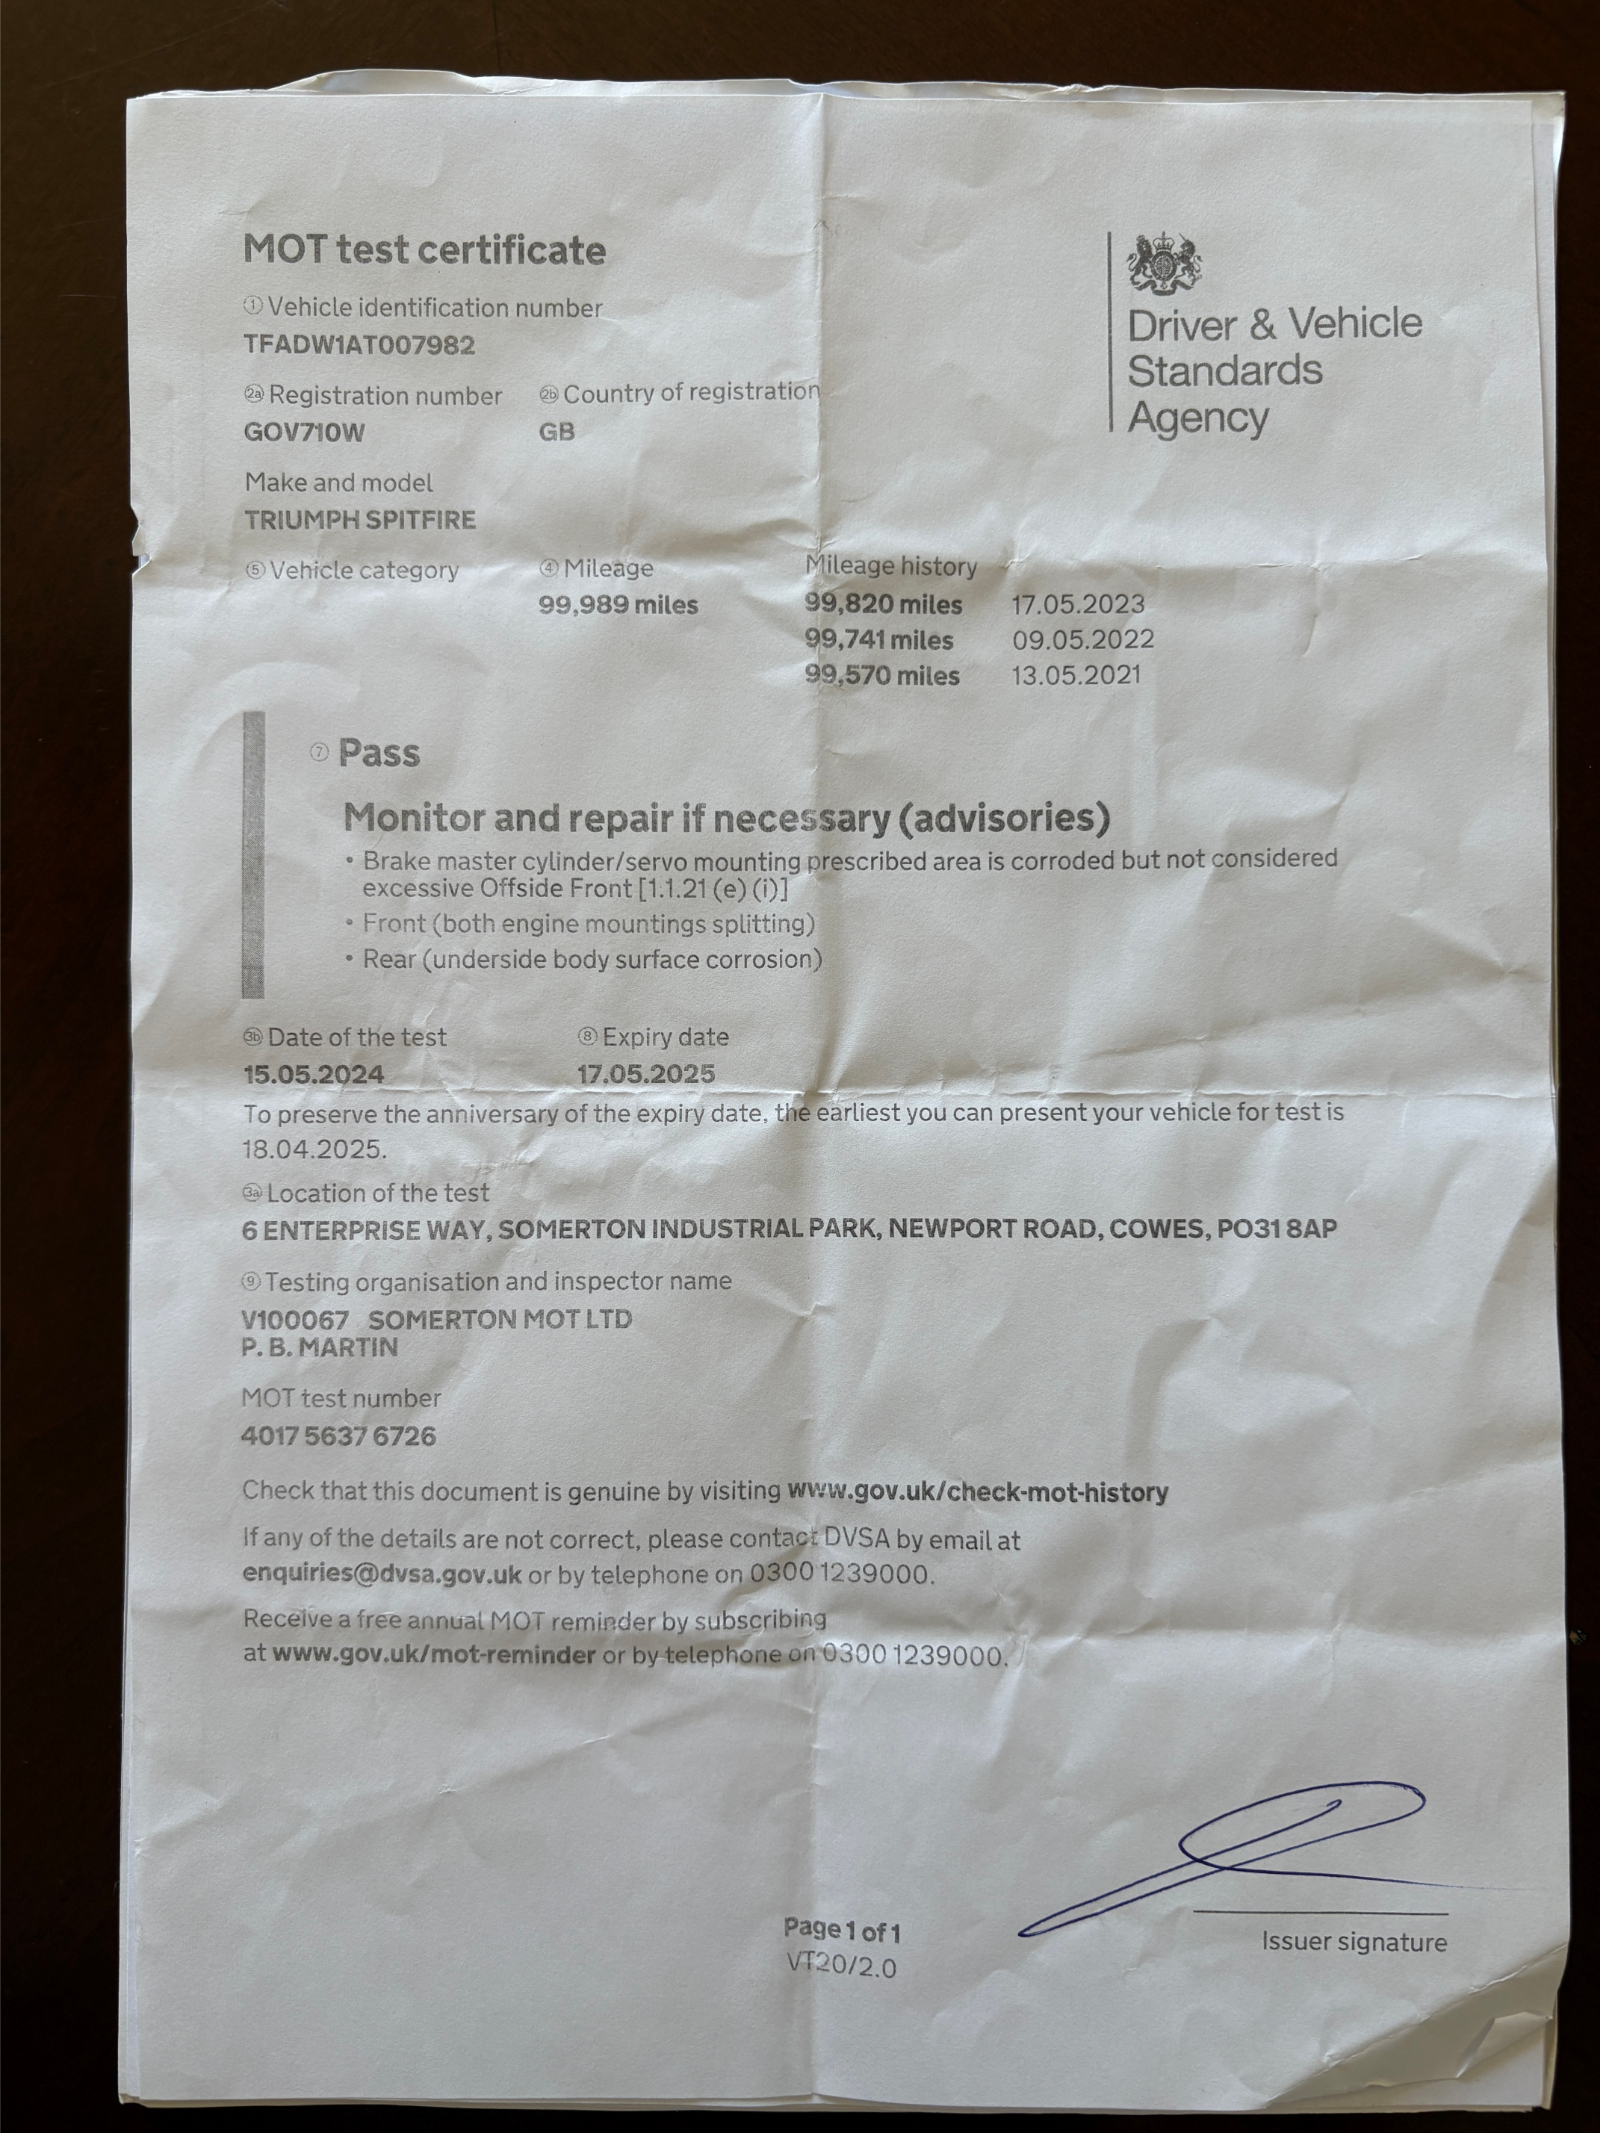 MOT test certificate
① Vehicle identification number
TFADW1AT007982
2a Registration number 2b Country of registration
GOV710W GB
Driver & Vehicle
Standards
Agency
Make and model
TRIUMPH SPITFIRE
⑤ Vehicle category ④ Mileage Mileage history
99,989 miles 99,820 miles 17.05.2023
99,741 miles 09.05.2022
99,570 miles 13.05.2021
⑦ Pass
Monitor and repair if necessary (advisories)
• Brake master cylinder/servo mounting prescribed area is corroded but not considered
excessive Offside Front [1.1.21 (e) (i)]
• Front (both engine mountings splitting)
• Rear (underside body surface corrosion)
3b Date of the test ⑧ Expiry date
15.05.2024 17.05.2025
To preserve the anniversary of the expiry date, the earliest you can present your vehicle for test is
18.04.2025.
3a Location of the test
6 ENTERPRISE WAY, SOMERTON INDUSTRIAL PARK, NEWPORT ROAD, COWES, PO31 8AP
⑨ Testing organisation and inspector name
V100067 SOMERTON MOT LTD
P. B. MARTIN
MOT test number
4017 5637 6726
Check that this document is genuine by visiting www.gov.uk/check-mot-history
If any of the details are not correct, please contact DVSA by email at
enquiries@dvsa.gov.uk or by telephone on 0300 1239000.
Receive a free annual MOT reminder by subscribing
at www.gov.uk/mot-reminder or by telephone on 0300 1239000.
Page 1 of 1
VT20/2.0
Issuer signature